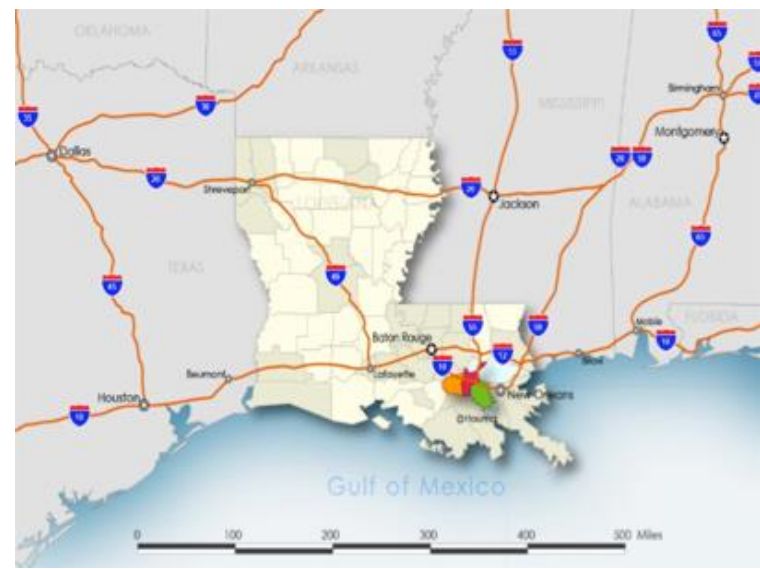 OKLAHOMA
ARKANSAS
MISSISSIPPI
ALABAMA
TEXAS
LOUISIANA
FLORIDA
65
55
30
35
Birmingham
Montgomery
Dallas
20
20
59
20
Shreveport
Jackson
49
45
65
Mobile
Baton Rouge
55
59
12
10
10
Biloxi
Beaumont
Lafayette
Houston
New Orleans
Houma
10
Gulf of Mexico
0 100 200 300 400 500 Miles